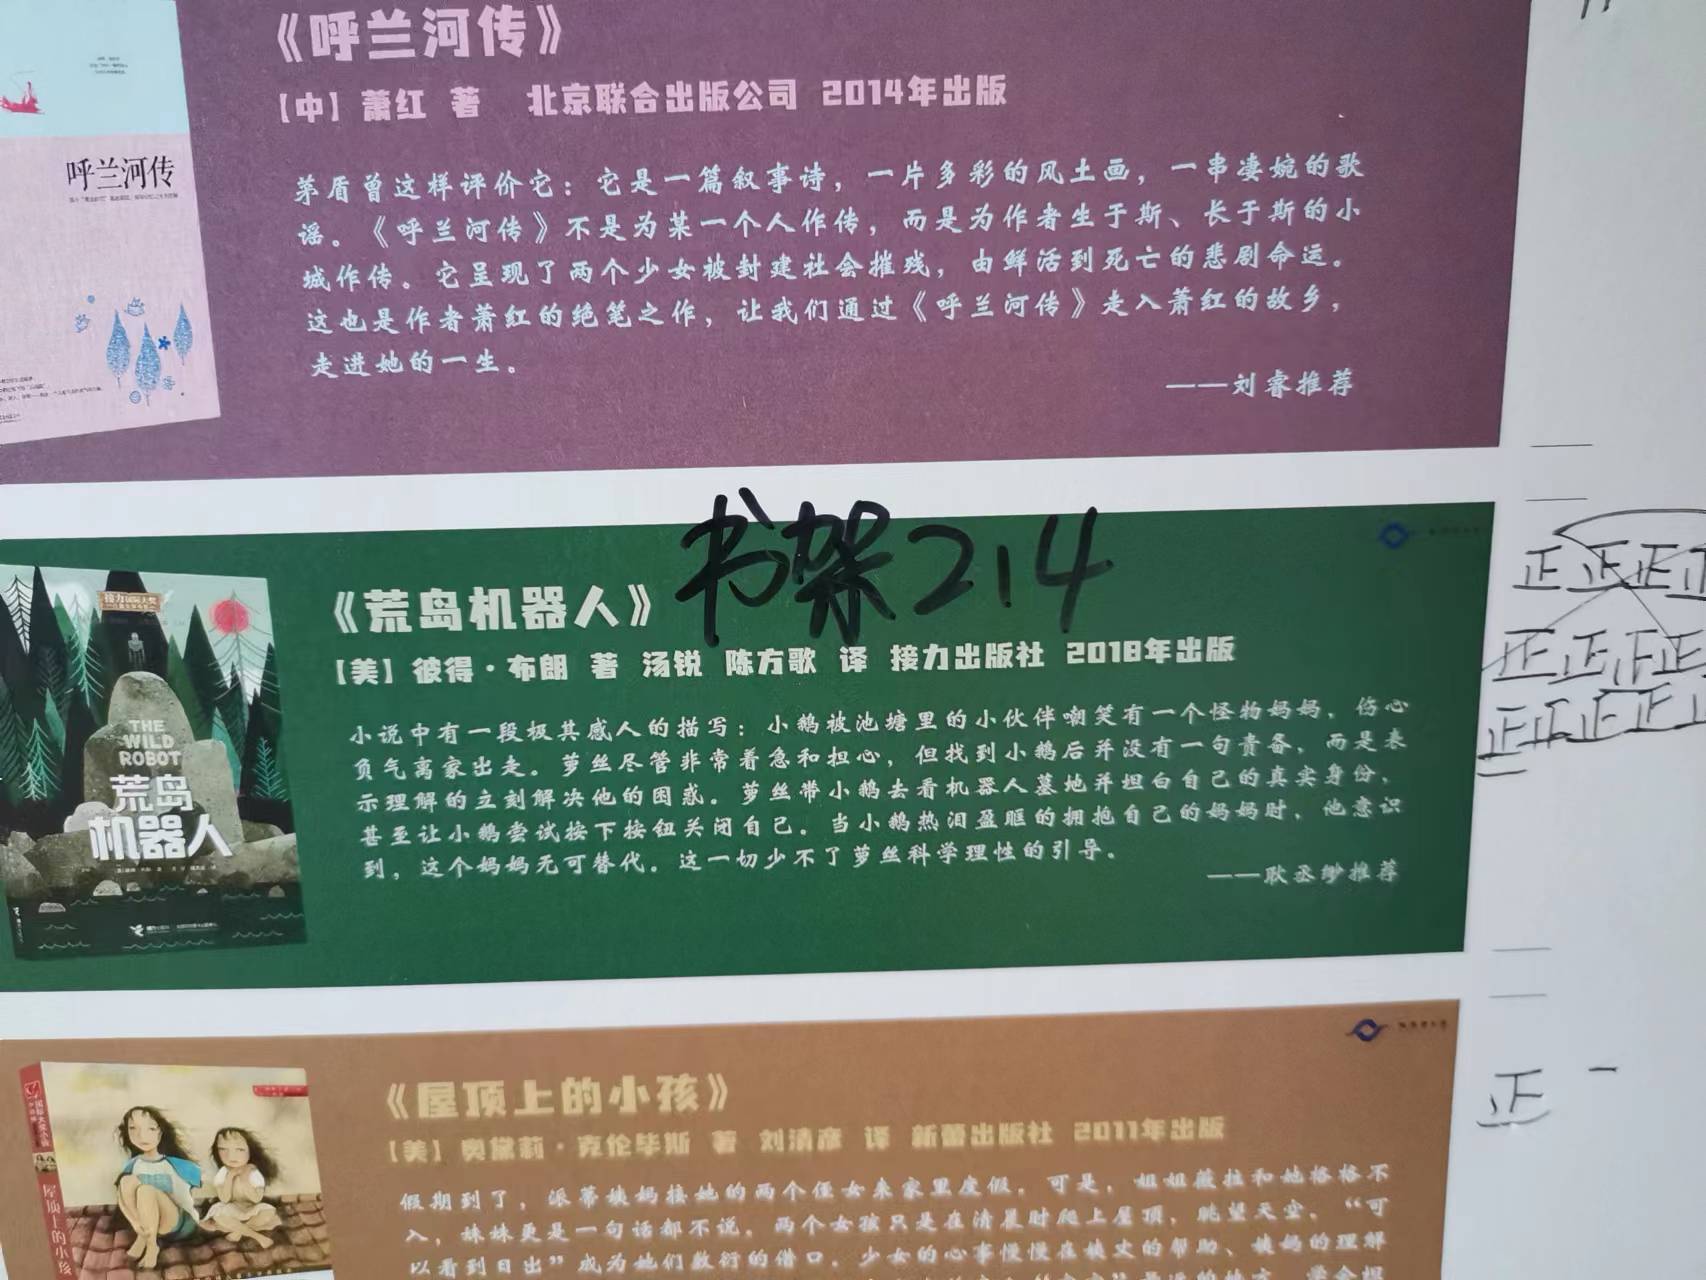 《呼兰河传》
【中】萧红 著 北京联合出版公司 2014年出版
呼兰河传
茅盾曾这样评价它：它是一篇叙事诗，一片多彩的风土画，一串凄婉的歌
谣。《呼兰河传》不是为某一个人作传，而是为作者生于斯、长于斯的小
城作传。它呈现了两个少女被封建社会摧残，由鲜活到死亡的悲剧命运。
这也是作者萧红的绝笔之作，让我们通过《呼兰河传》走入萧红的故乡，
走进她的一生。
——刘睿推荐
书架214
《荒岛机器人》
【美】彼得·布朗 著 汤锐 陈方歌 译 接力出版社 2018年出版
接力国际大奖
THE
WILD
ROBOT
荒岛
机器人
小说中有一段极其感人的描写：小鹅被池塘里的小伙伴嘲笑有一个怪物妈妈，伤心
负气离家出走。萝丝尽管非常着急和担心，但找到小鹅后并没有一句责备，而是表
示理解的立刻解决他的困惑。萝丝带小鹅去看机器人墓地并坦白自己的真实身份，
甚至让小鹅尝试按下按钮关闭自己。当小鹅热泪盈眶的拥抱自己的妈妈时，他意识
到，这个妈妈无可替代。这一切少不了萝丝科学理性的引导。
——耿丞缈推荐
正正正正
正正正正
正正正正
《屋顶上的小孩》
【美】奥黛莉·克伦毕斯 著 刘清彦 译 新蕾出版社 2011年出版
国际大奖小说
屋顶上的小孩
假期到了，派蒂姨妈接她的两个侄女来家里度假。可是，姐姐薇拉和她格格不
入，妹妹更是一句话都不说。两个女孩只是在清晨时爬上屋顶，眺望天空。“可
以看到日出”成为她们敷衍的借口。少女的心事慢慢在姨丈的帮助、姨妈的理解
正 一